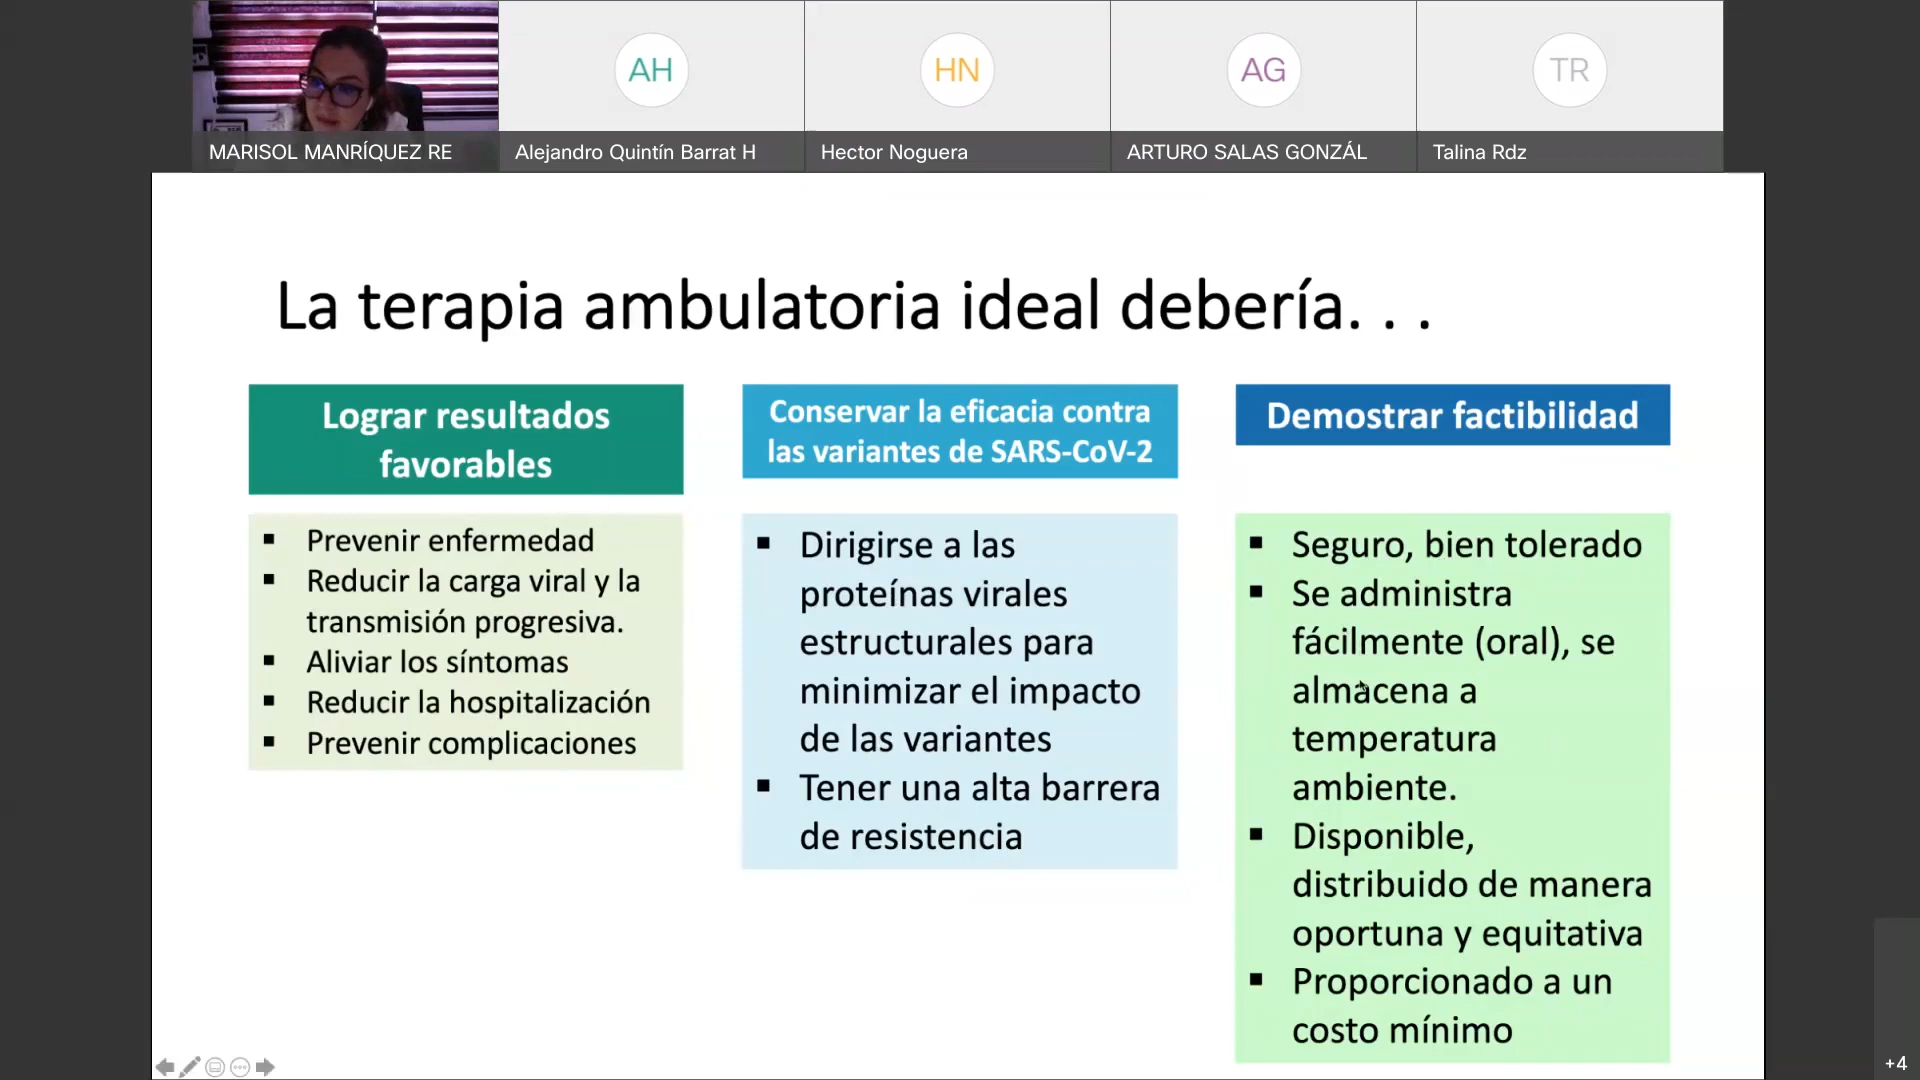 AH
HN
AG
TR
MARISOL MANRÍQUEZ RE
Alejandro Quintín Barrat H
Hector Noguera
ARTURO SALAS GONZÁL
Talina Rdz
La terapia ambulatoria ideal debería. . .
Lograr resultados
favorables
▪ Prevenir enfermedad
▪ Reducir la carga viral y la
transmisión progresiva.
▪ Aliviar los síntomas
▪ Reducir la hospitalización
▪ Prevenir complicaciones
Conservar la eficacia contra
las variantes de SARS-CoV-2
▪ Dirigirse a las
proteínas virales
estructurales para
minimizar el impacto
de las variantes
▪ Tener una alta barrera
de resistencia
Demostrar factibilidad
▪ Seguro, bien tolerado
▪ Se administra
fácilmente (oral), se
almacena a
temperatura
ambiente.
▪ Disponible,
distribuido de manera
oportuna y equitativa
▪ Proporcionado a un
costo mínimo
+4